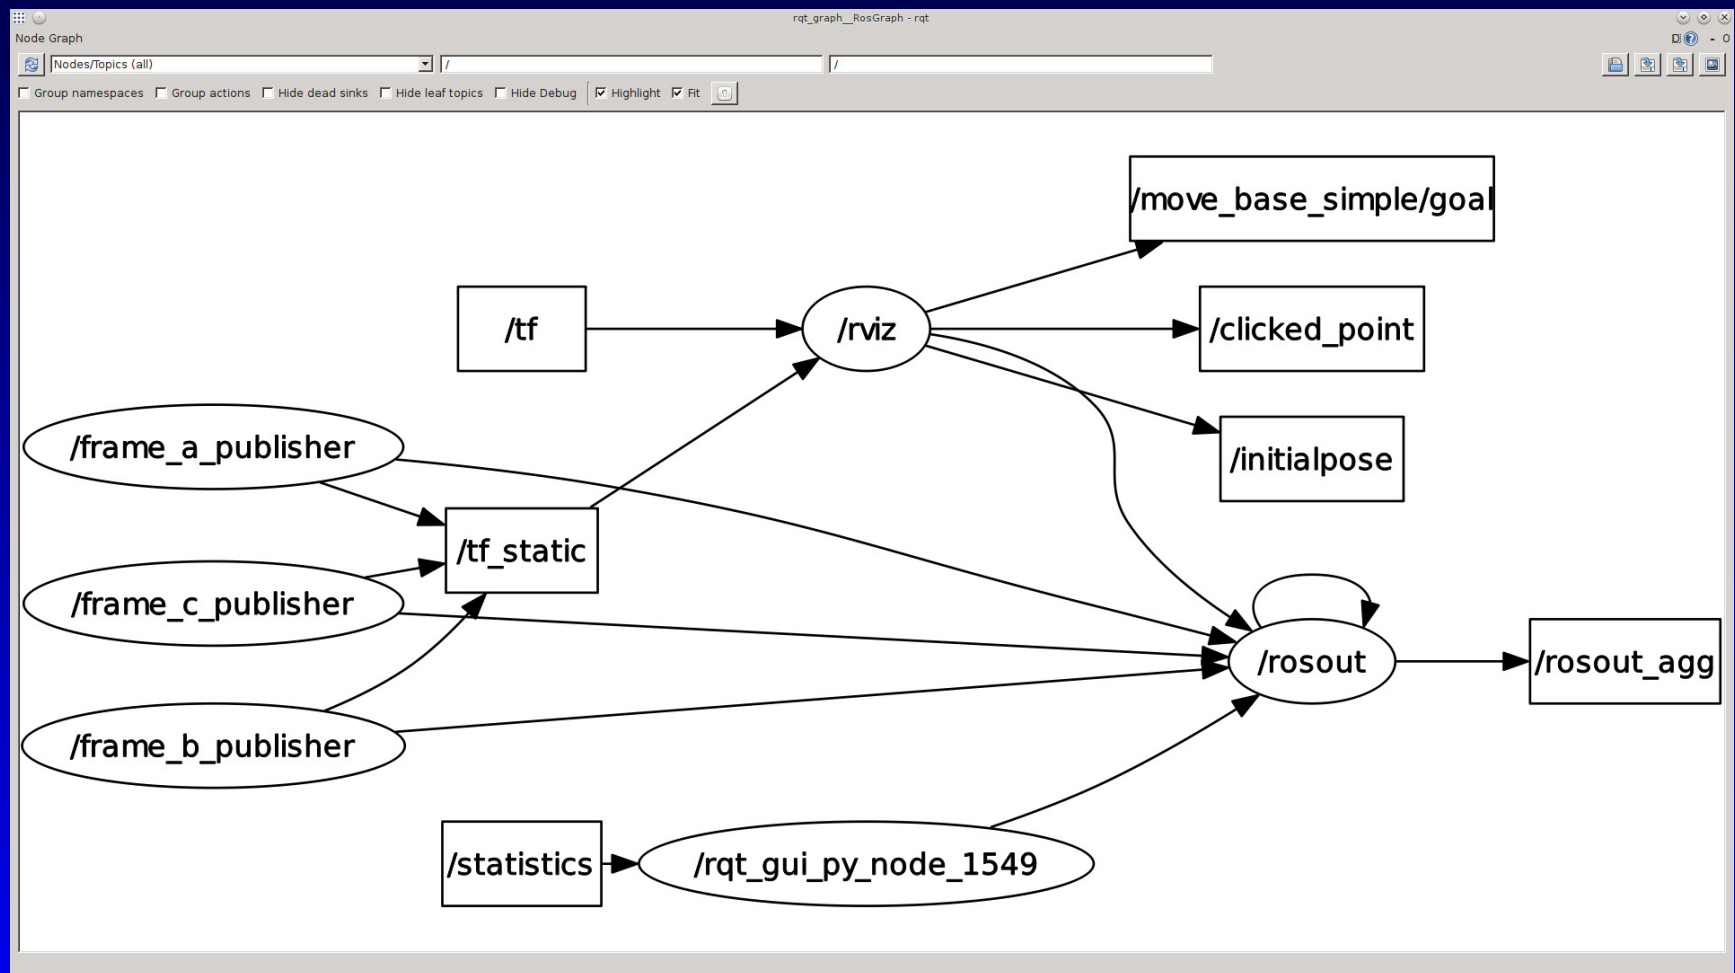 rqt_graph__RosGraph - rqt
Node Graph
Nodes/Topics (all) / /
Group namespaces Group actions Hide dead sinks Hide leaf topics Hide Debug Highlight Fit
/move_base_simple/goal
/tf /rviz /clicked_point
/frame_a_publisher /initialpose
/tf_static
/frame_c_publisher
/rosout /rosout_agg
/frame_b_publisher
/statistics /rqt_gui_py_node_1549